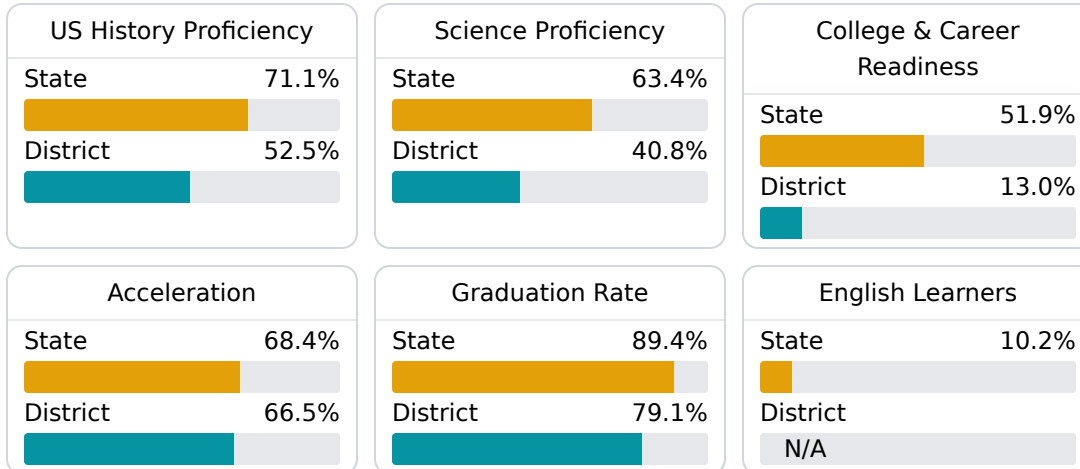 US History Proficiency
State 71.1%
District 52.5%
Science Proficiency
State 63.4%
District 40.8%
College & Career
Readiness
State 51.9%
District 13.0%
Acceleration
State 68.4%
District 66.5%
Graduation Rate
State 89.4%
District 79.1%
English Learners
State 10.2%
District
N/A